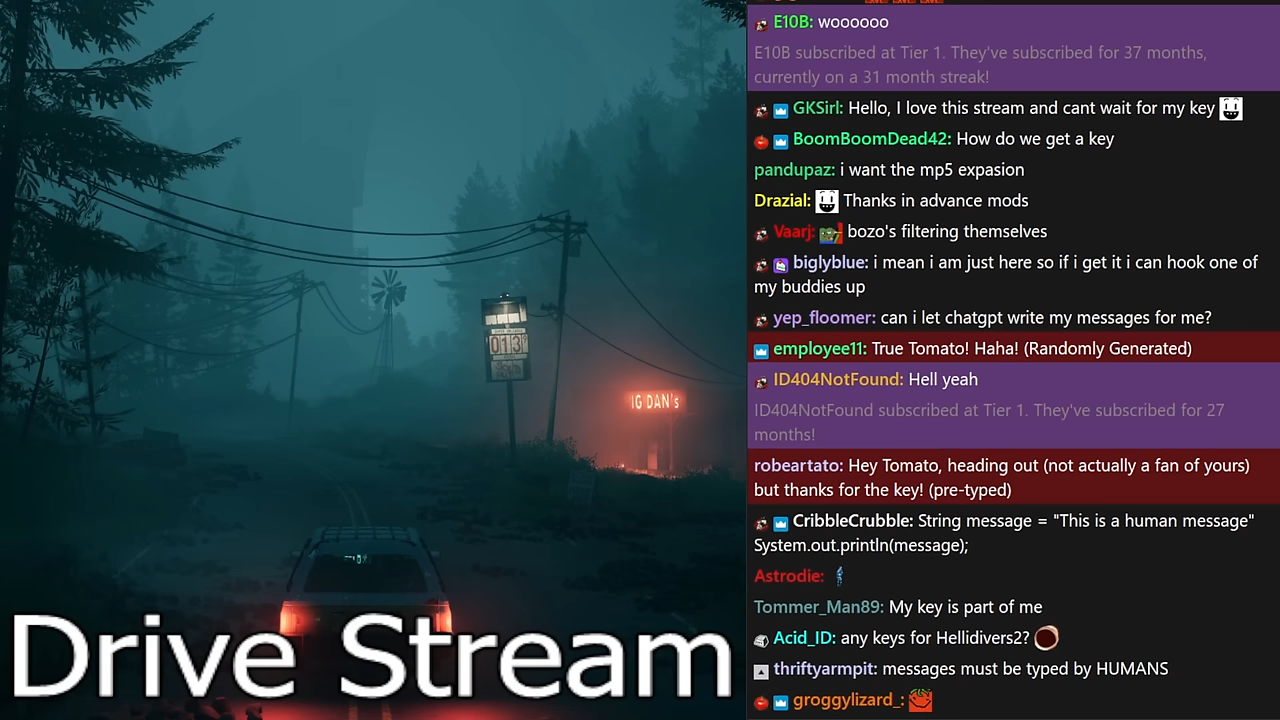 IG DAN's
013
Drive Stream
E10B: woooooo
E10B subscribed at Tier 1. They've subscribed for 37 months,
currently on a 31 month streak!
GKSirl: Hello, I love this stream and cant wait for my key
BoomBoomDead42: How do we get a key
pandupaz: i want the mp5 expasion
Drazial: Thanks in advance mods
Vaarj: bozo's filtering themselves
biglyblue: i mean i am just here so if i get it i can hook one of
my buddies up
yep_floomer: can i let chatgpt write my messages for me?
employee11: True Tomato! Haha! (Randomly Generated)
ID404NotFound: Hell yeah
ID404NotFound subscribed at Tier 1. They've subscribed for 27
months!
robeartato: Hey Tomato, heading out (not actually a fan of yours)
but thanks for the key! (pre-typed)
CribbleCrubble: String message = "This is a human message"
System.out.println(message);
Astrodie:
Tommer_Man89: My key is part of me
Acid_ID: any keys for Hellidivers2?
thriftyarmpit: messages must be typed by HUMANS
groggylizard_: